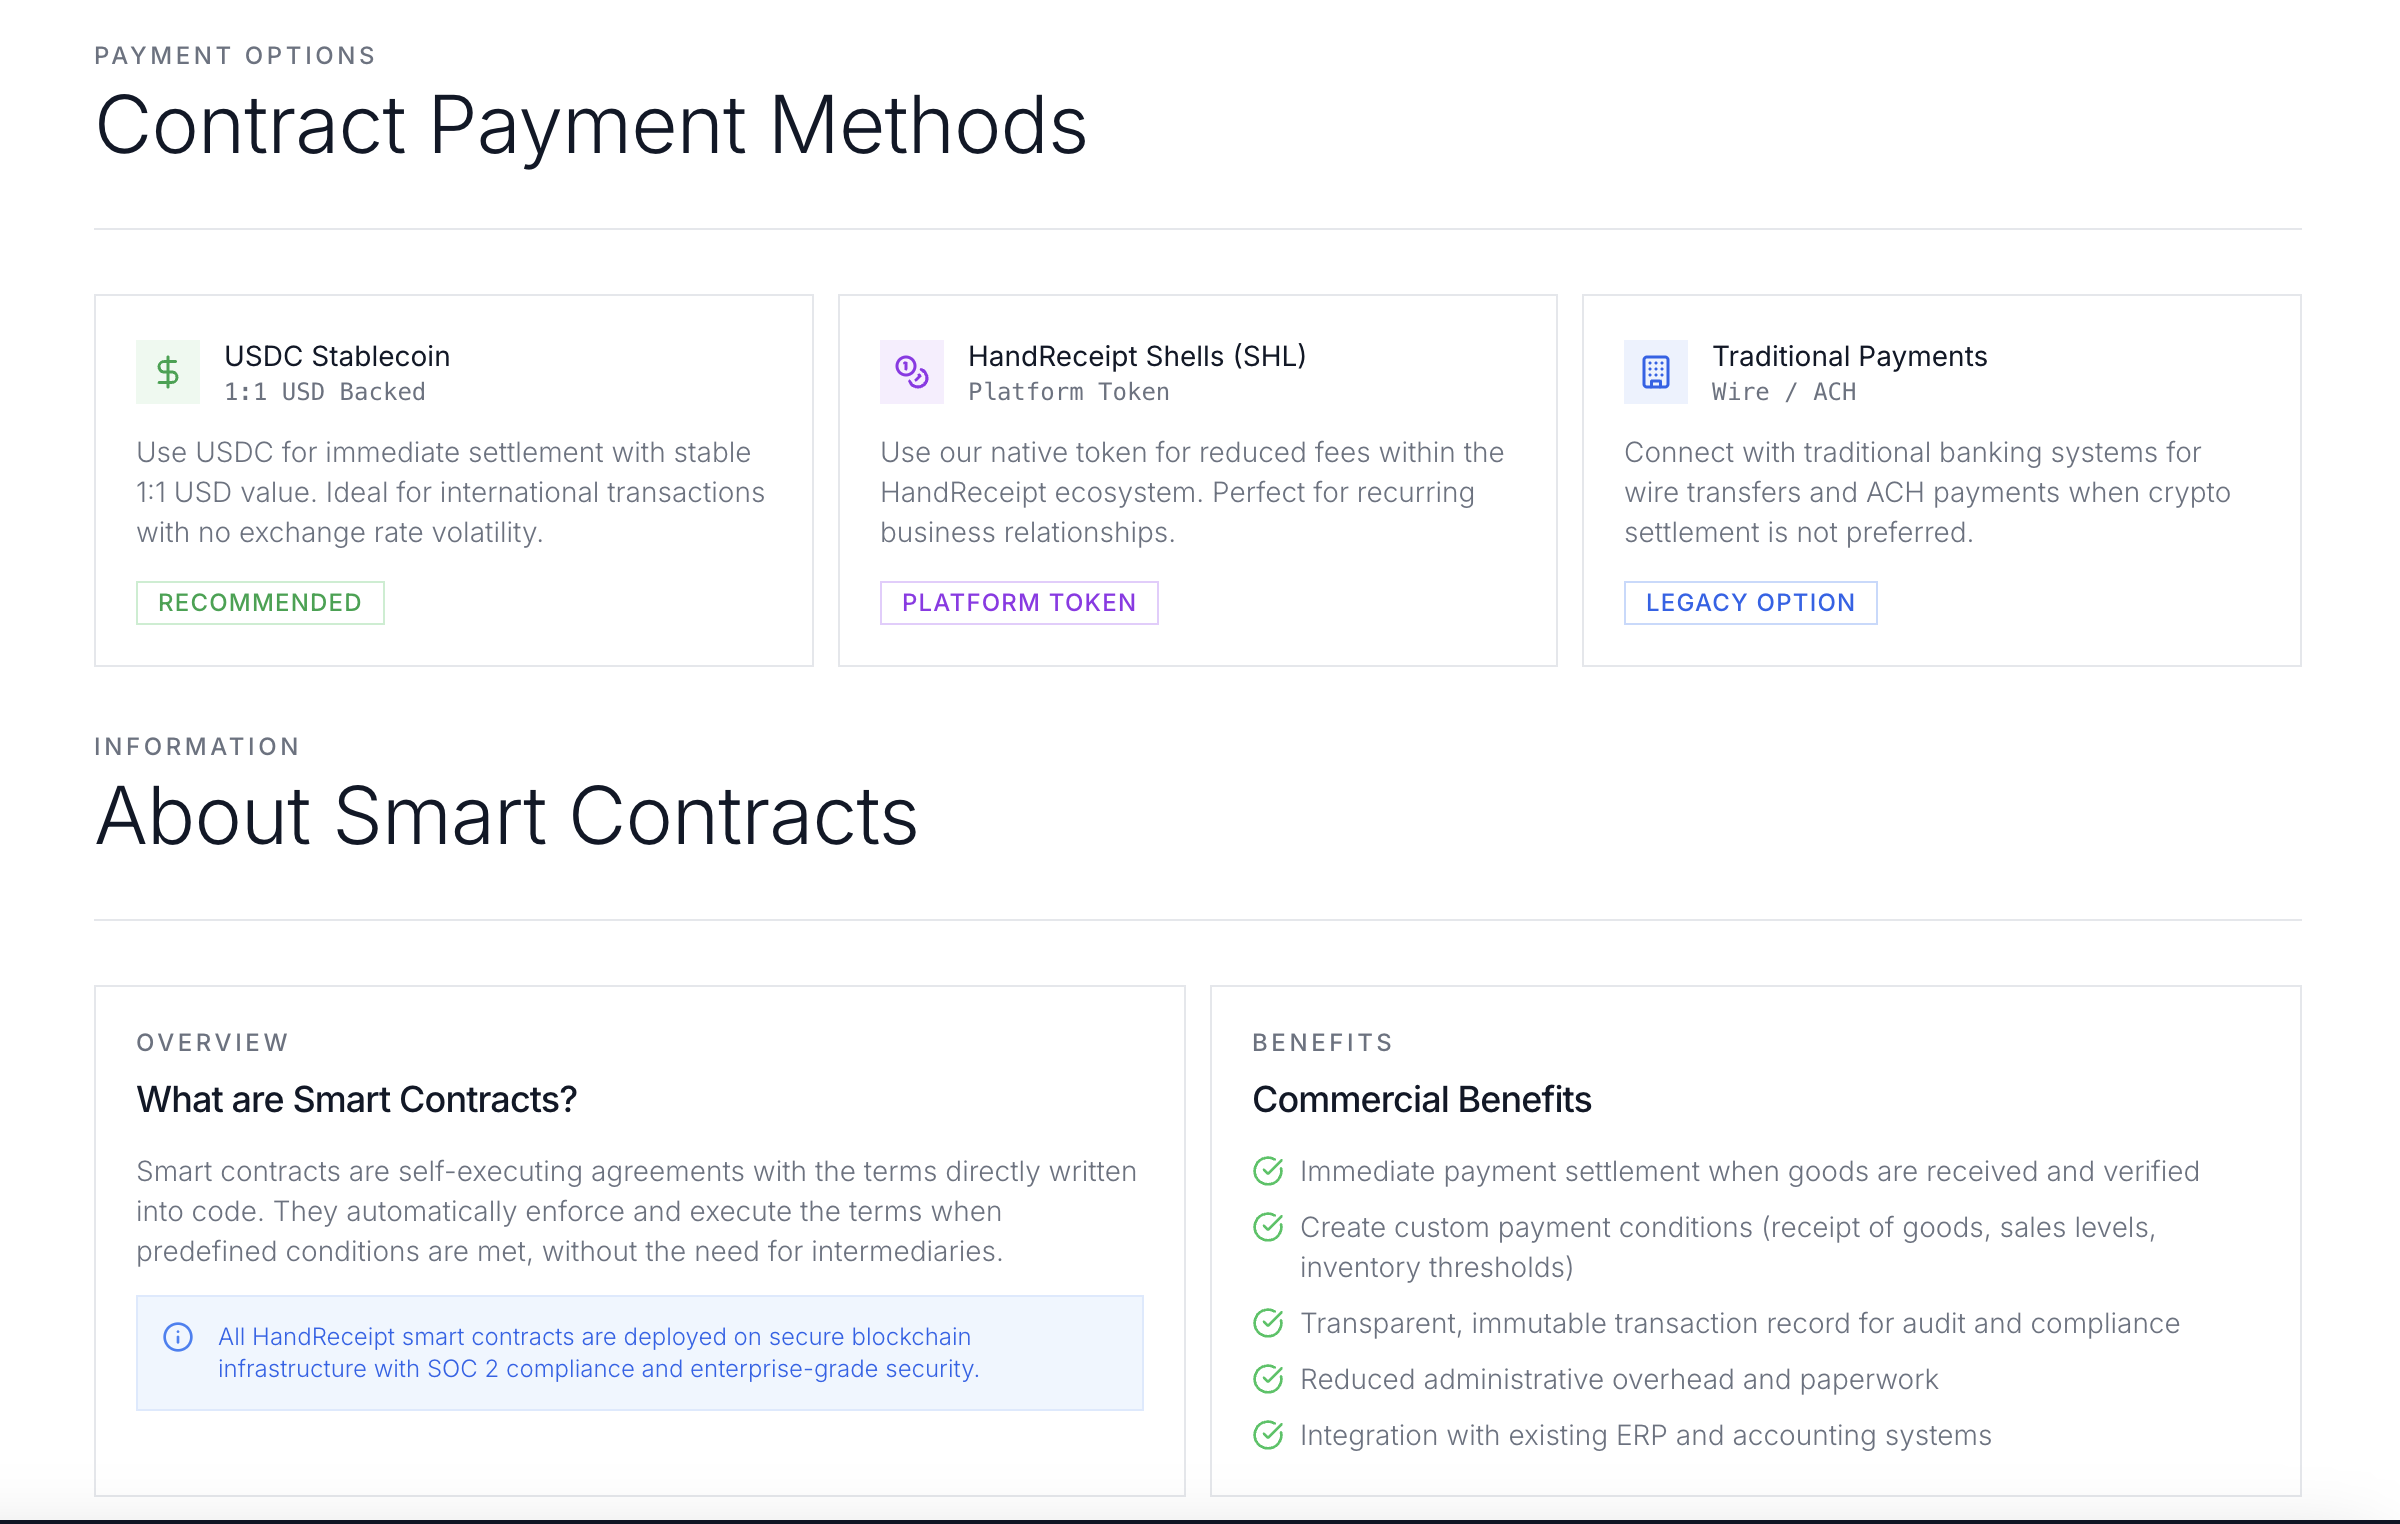 PAYMENT OPTIONS
Contract Payment Methods
USDC Stablecoin
1:1 USD Backed
Use USDC for immediate settlement with stable
1:1 USD value. Ideal for international transactions
with no exchange rate volatility.
RECOMMENDED
HandReceipt Shells (SHL)
Platform Token
Use our native token for reduced fees within the
HandReceipt ecosystem. Perfect for recurring
business relationships.
PLATFORM TOKEN
Traditional Payments
Wire / ACH
Connect with traditional banking systems for
wire transfers and ACH payments when crypto
settlement is not preferred.
LEGACY OPTION
INFORMATION
About Smart Contracts
OVERVIEW
What are Smart Contracts?
Smart contracts are self-executing agreements with the terms directly written
into code. They automatically enforce and execute the terms when
predefined conditions are met, without the need for intermediaries.
All HandReceipt smart contracts are deployed on secure blockchain
infrastructure with SOC 2 compliance and enterprise-grade security.
BENEFITS
Commercial Benefits
Immediate payment settlement when goods are received and verified
Create custom payment conditions (receipt of goods, sales levels,
inventory thresholds)
Transparent, immutable transaction record for audit and compliance
Reduced administrative overhead and paperwork
Integration with existing ERP and accounting systems